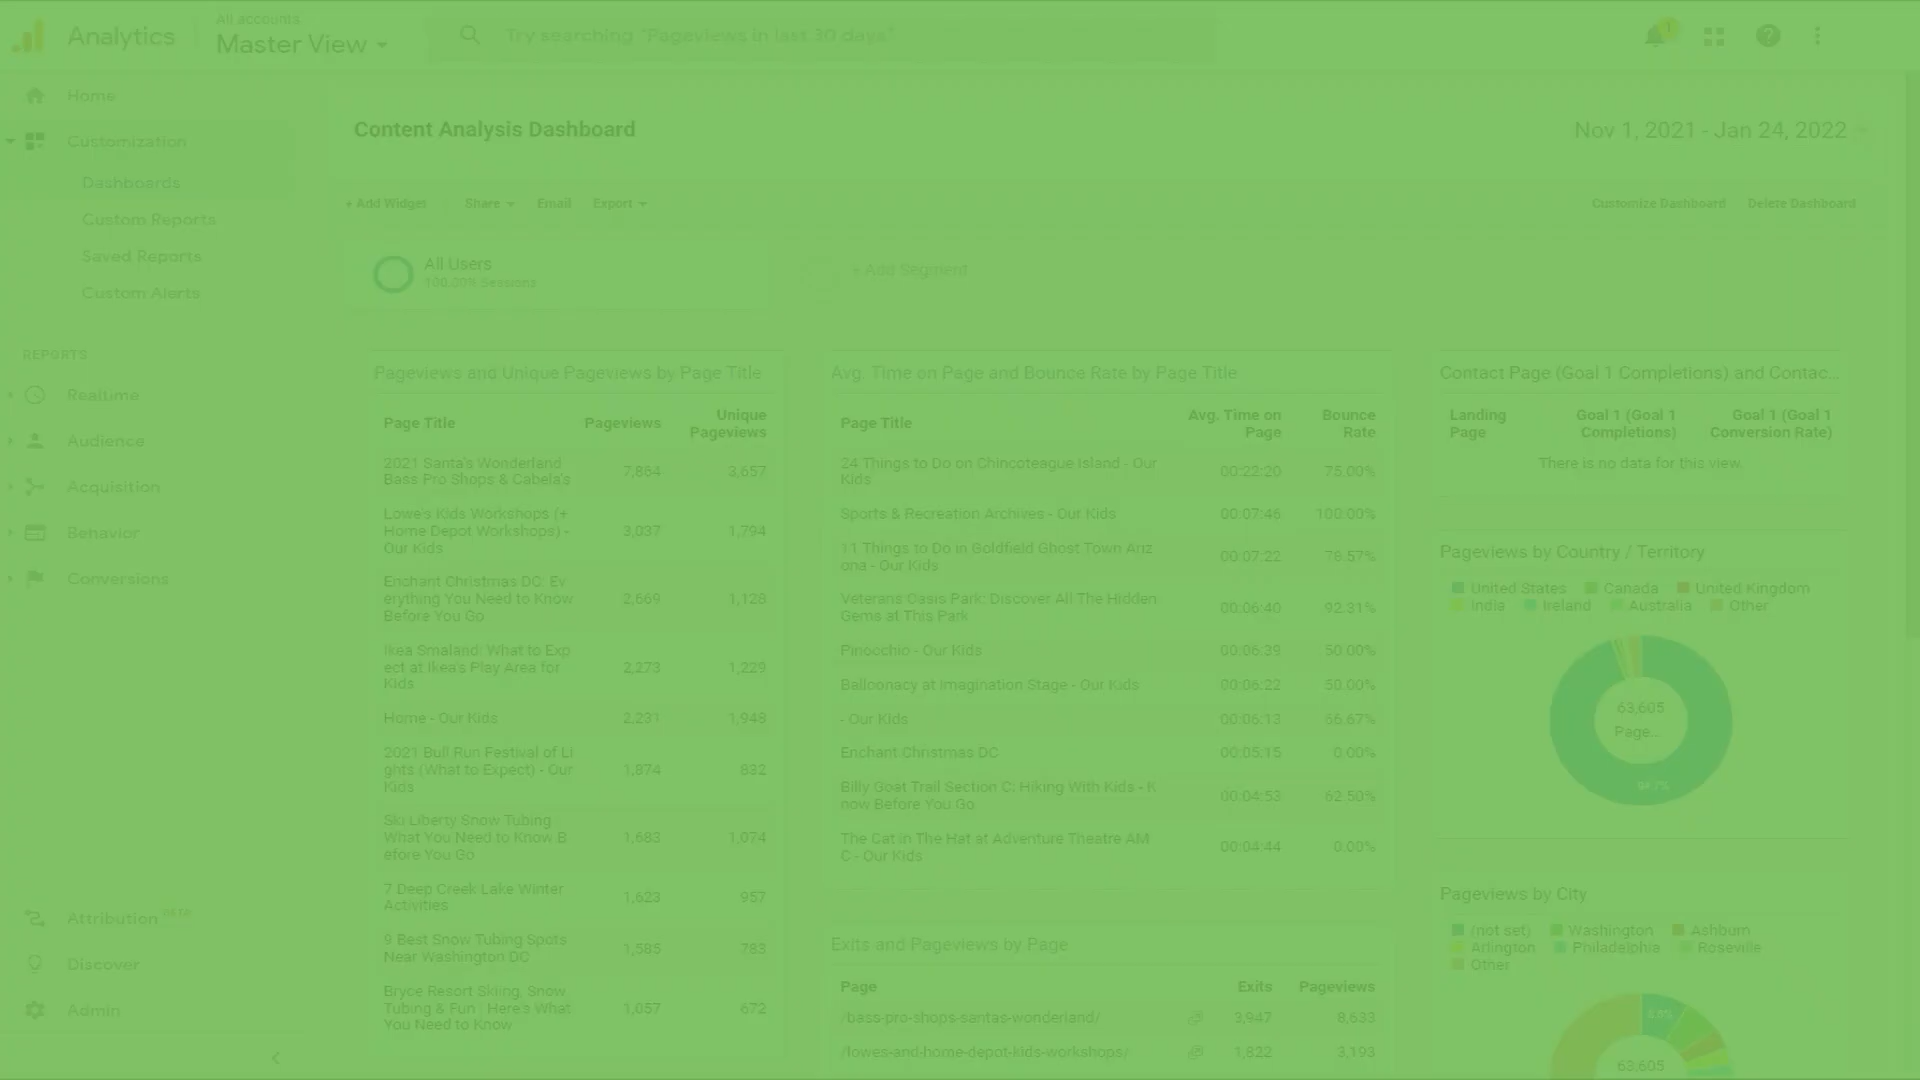 All accounts
Analytics
Master View
Try searching "Pageviews in last 30 days"
1
Home
Customization
Dashboards
Custom Reports
Saved Reports
Custom Alerts
REPORTS
Realtime
Audience
Acquisition
Behavior
Conversions
Attribution BETA
Discover
Admin
Content Analysis Dashboard
Nov 1, 2021 - Jan 24, 2022
+ Add Widget Share Email Export
Customize Dashboard Delete Dashboard
All Users
100.00% Sessions
+ Add Segment
Pageviews and Unique Pageviews by Page Title
Page Title Pageviews Unique
Pageviews
2021 Santa's Wonderland
Bass Pro Shops & Cabela's 7,864 3,657
Lowe's Kids Workshops (+
Home Depot Workshops) - 3,037 1,794
Our Kids
Enchant Christmas DC: Ev
erything You Need to Know 2,669 1,128
Before You Go
Ikea Smaland: What to Exp
ect at Ikea's Play Area for 2,273 1,229
Kids
Home - Our Kids 2,231 1,948
2021 Bull Run Festival of Li
ghts (What to Expect) - Our 1,874 832
Kids
Ski Liberty Snow Tubing
What You Need to Know B 1,683 1,074
efore You Go
7 Deep Creek Lake Winter
Activities 1,623 957
9 Best Snow Tubing Spots
Near Washington DC 1,585 783
Bryce Resort Skiing, Snow
Tubing & Fun : Here's What 1,057 672
You Need to Know
Avg. Time on Page and Bounce Rate by Page Title
Page Title Avg. Time on Bounce
Page Rate
24 Things to Do on Chincoteague Island - Our
Kids 00:22:20 75.00%
Sports & Recreation Archives - Our Kids 00:07:46 100.00%
11 Things to Do in Goldfield Ghost Town Ariz
ona - Our Kids 00:07:22 78.57%
Veterans Oasis Park: Discover All The Hidden
Gems at This Park 00:06:40 92.31%
Pinocchio - Our Kids 00:06:39 50.00%
Balloonacy at Imagination Stage - Our Kids 00:06:22 50.00%
- Our Kids 00:06:13 66.67%
Enchant Christmas DC 00:05:15 0.00%
Billy Goat Trail Section C: Hiking With Kids - K
now Before You Go 00:04:53 62.50%
The Cat in The Hat at Adventure Theatre AM
C - Our Kids 00:04:44 0.00%
Exits and Pageviews by Page
Page Exits Pageviews
/bass-pro-shops-santas-wonderland/ 3,947 8,633
/lowes-and-home-depot-kids-workshops/ 1,822 3,193
Contact Page (Goal 1 Completions) and Contac...
Landing Goal 1 (Goal 1 Goal 1 (Goal 1
Page Completions) Conversion Rate)
There is no data for this view.
Pageviews by Country / Territory
United States Canada United Kingdom
India Ireland Australia Other
63,605
Page...
94.7%
Pageviews by City
(not set) Washington Ashburn
Arlington Philadelphia Roseville
Other
63,605